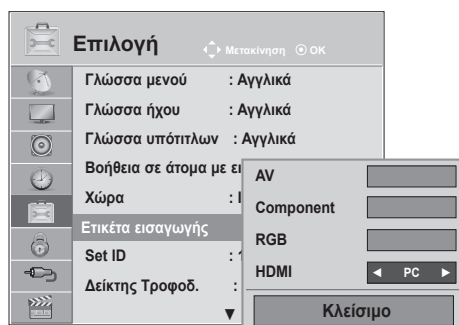 Επιλογή Μετακίνηση OK
Γλώσσα μενού : Αγγλικά
Γλώσσα ήχου : Αγγλικά
Γλώσσα υπότιτλων : Αγγλικά
Βοήθεια σε άτομα με
Χώρα :
Ετικέτα εισαγωγής
Set ID :
Δείκτης Τροφοδ. :
▼
AV
Component
RGB
HDMI ◄ PC ►
Κλείσιμο